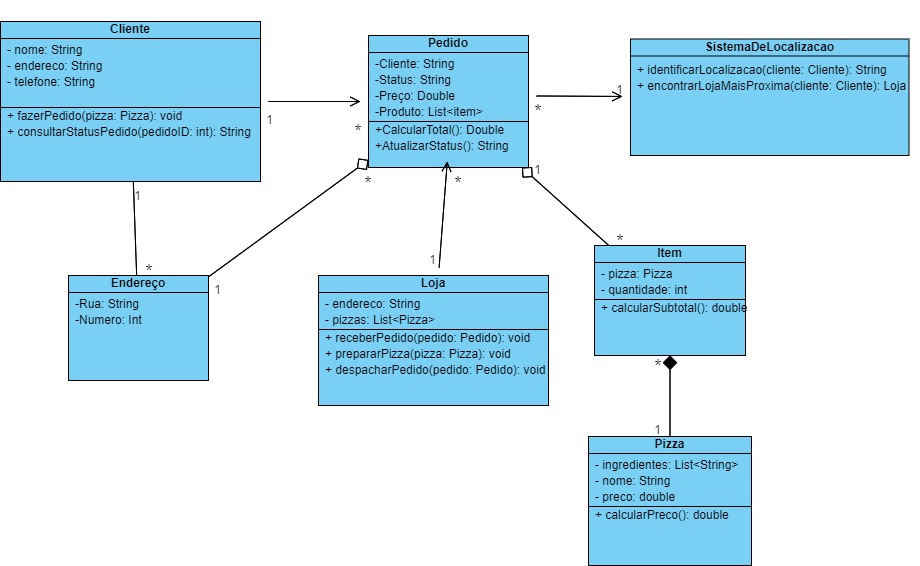 Cliente
- nome: String
- endereco: String
- telefone: String
+ fazerPedido(pizza: Pizza): void
+ consultarStatusPedido(pedidoID: int): String
Pedido
-Cliente: String
-Status: String
-Preço: Double
-Produto: List<item>
+CalcularTotal(): Double
+AtualizarStatus(): String
SistemaDeLocalizacao
+ identificarLocalizacao(cliente: Cliente): String
+ encontrarLojaMaisProxima(cliente: Cliente): Loja
1
*
*
1
*
*
1
1
*
1
1
*
Endereço
-Rua: String
-Numero: Int
Loja
- endereco: String
- pizzas: List<Pizza>
+ receberPedido(pedido: Pedido): void
+ prepararPizza(pizza: Pizza): void
+ despacharPedido(pedido: Pedido): void
Item
- pizza: Pizza
- quantidade: int
+ calcularSubtotal(): double
*
1
Pizza
- ingredientes: List<String>
- nome: String
- preco: double
+ calcularPreco(): double